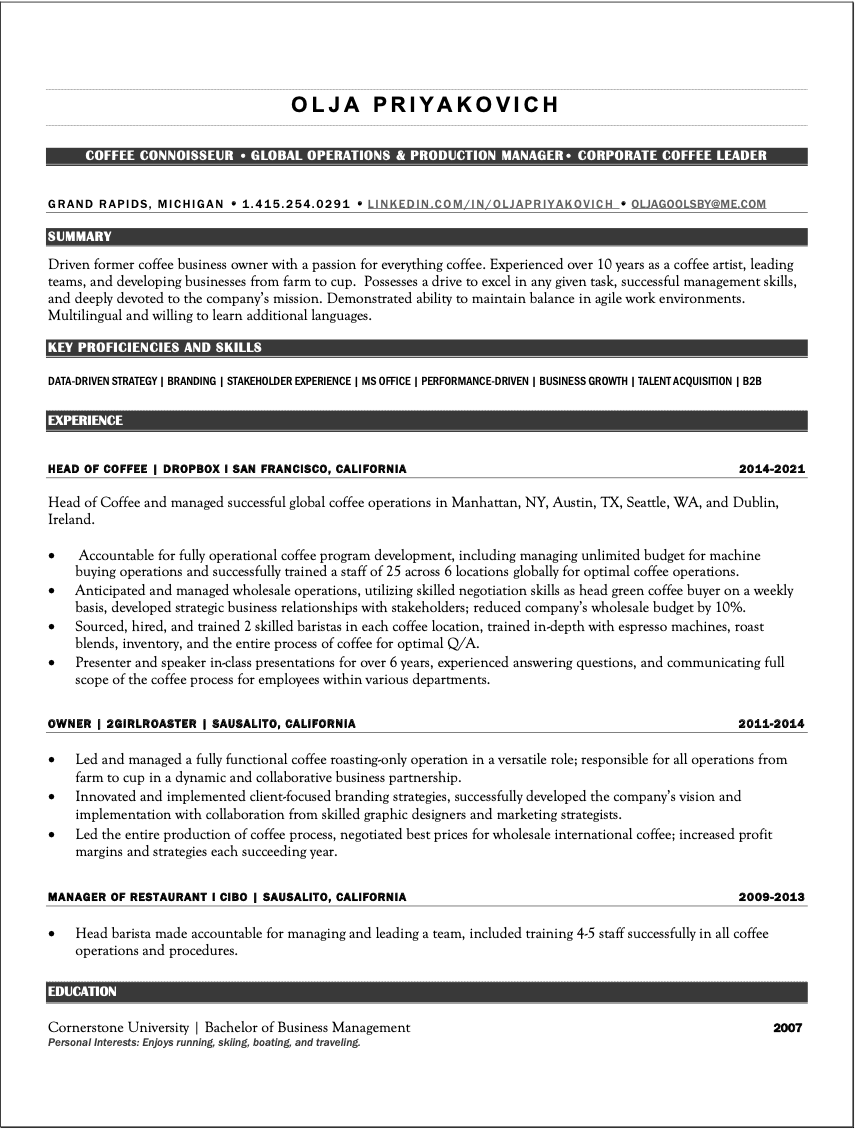 OLJA PRIYAKOVICH
COFFEE CONNOISSEUR • GLOBAL OPERATIONS & PRODUCTION MANAGER• CORPORATE COFFEE LEADER
GRAND RAPIDS, MICHIGAN • 1.415.254.0291 • LINKEDIN.COM/IN/OLJAPRIYAKOVICH • OLJAGOOLSBY@ME.COM
SUMMARY
Driven former coffee business owner with a passion for everything coffee. Experienced over 10 years as a coffee artist, leading
teams, and developing businesses from farm to cup.  Possesses a drive to excel in any given task, successful management skills,
and deeply devoted to the company's mission. Demonstrated ability to maintain balance in agile work environments.
Multilingual and willing to learn additional languages.
KEY PROFICIENCIES AND SKILLS
DATA-DRIVEN STRATEGY | BRANDING | STAKEHOLDER EXPERIENCE | MS OFFICE | PERFORMANCE-DRIVEN | BUSINESS GROWTH | TALENT ACQUISITION | B2B
EXPERIENCE
HEAD OF COFFEE | DROPBOX I SAN FRANCISCO, CALIFORNIA 2014-2021
Head of Coffee and managed successful global coffee operations in Manhattan, NY, Austin, TX, Seattle, WA, and Dublin,
Ireland.
• Accountable for fully operational coffee program development, including managing unlimited budget for machine
buying operations and successfully trained a staff of 25 across 6 locations globally for optimal coffee operations.
• Anticipated and managed wholesale operations, utilizing skilled negotiation skills as head green coffee buyer on a weekly
basis, developed strategic business relationships with stakeholders; reduced company's wholesale budget by 10%.
• Sourced, hired, and trained 2 skilled baristas in each coffee location, trained in-depth with espresso machines, roast
blends, inventory, and the entire process of coffee for optimal Q/A.
• Presenter and speaker in-class presentations for over 6 years, experienced answering questions, and communicating full
scope of the coffee process for employees within various departments.
OWNER | 2GIRLROASTER | SAUSALITO, CALIFORNIA 2011-2014
• Led and managed a fully functional coffee roasting-only operation in a versatile role; responsible for all operations from
farm to cup in a dynamic and collaborative business partnership.
• Innovated and implemented client-focused branding strategies, successfully developed the company's vision and
implementation with collaboration from skilled graphic designers and marketing strategists.
• Led the entire production of coffee process, negotiated best prices for wholesale international coffee; increased profit
margins and strategies each succeeding year.
MANAGER OF RESTAURANT I CIBO | SAUSALITO, CALIFORNIA 2009-2013
• Head barista made accountable for managing and leading a team, included training 4-5 staff successfully in all coffee
operations and procedures.
EDUCATION
Cornerstone University | Bachelor of Business Management 2007
Personal Interests: Enjoys running, skiing, boating, and traveling.